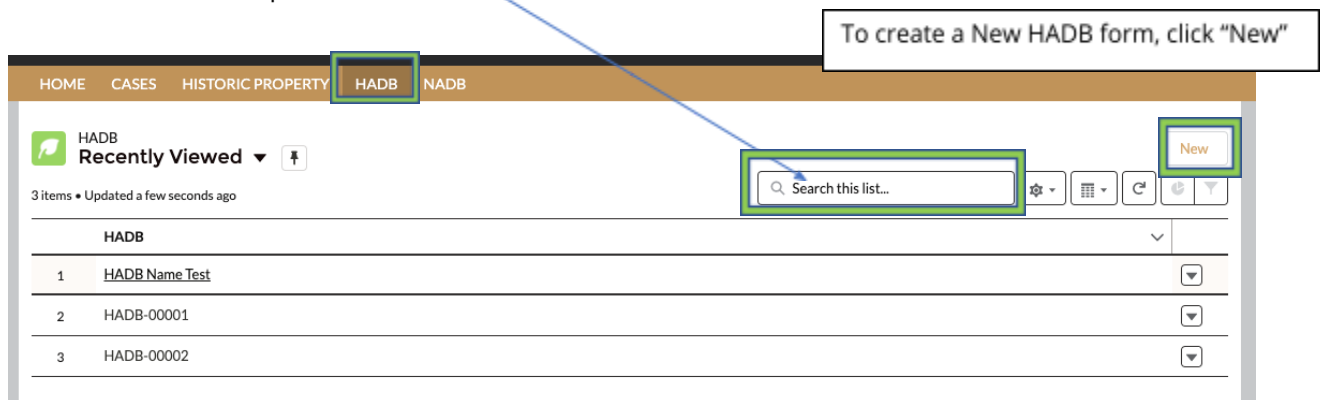 To create a New HADB form, click “New”
HOME CASES HISTORIC PROPERTY HADB NADB
HADB
Recently Viewed
New
3 items • Updated a few seconds ago
Search this list...
HADB
1 HADB Name Test
2 HADB-00001
3 HADB-00002